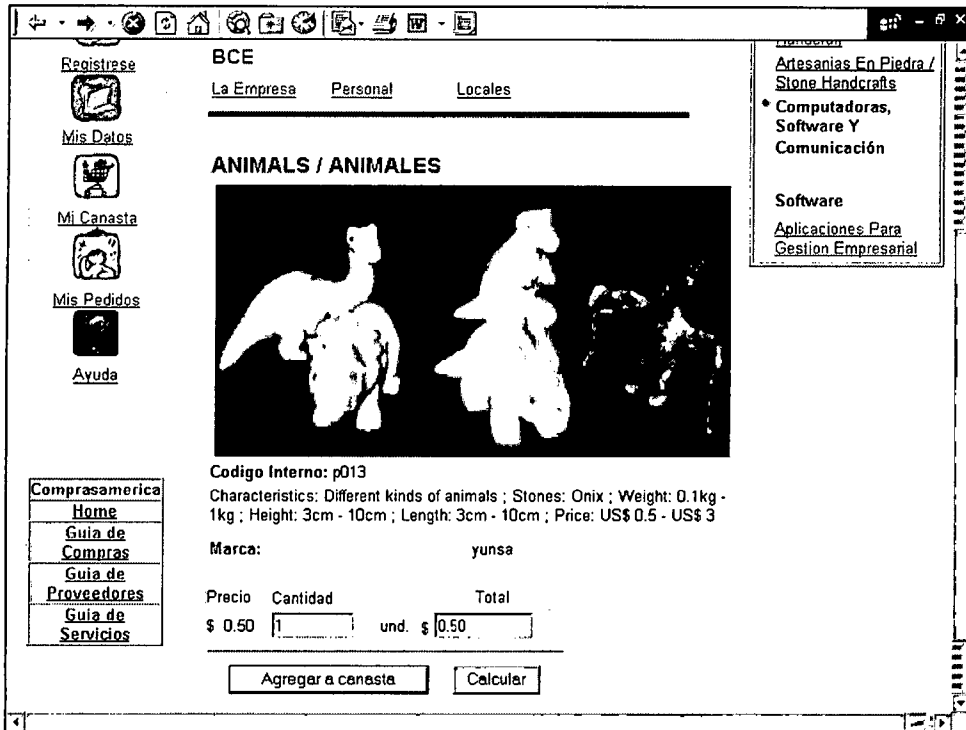 Registrese
Mis Datos
Mi Canasta
Mis Pedidos
Ayuda
Comprasamerica
Home
Guia de
Compras
Guia de
Proveedores
Guia de
Servicios
BCE
La Empresa Personal Locales
ANIMALS / ANIMALES
Codigo Interno: p013
Characteristics: Different kinds of animals ; Stones: Onix ; Weight: 0.1kg -
1kg ; Height: 3cm - 10cm ; Length: 3cm - 10cm ; Price: US$ 0.5 - US$ 3
Marca: yunsa
Precio Cantidad Total
$ 0.50 1 und. $ 0.50
Agregar a canasta Calcular
Artesanias En Piedra /
Stone Handcrafts
Computadoras,
Software Y
Comunicación
Software
Aplicaciones Para
Gestion Empresarial